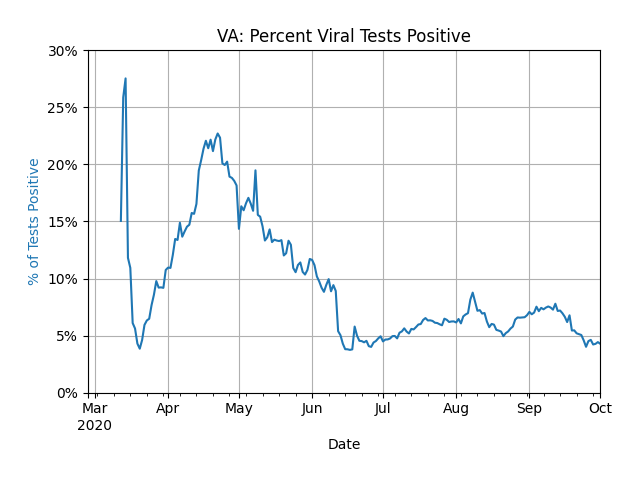 VA: Percent Viral Tests Positive
30%
25%
20%
15%
10%
5%
0%
% of Tests Positive
Mar Apr May Jun Jul Aug Sep Oct
2020
Date